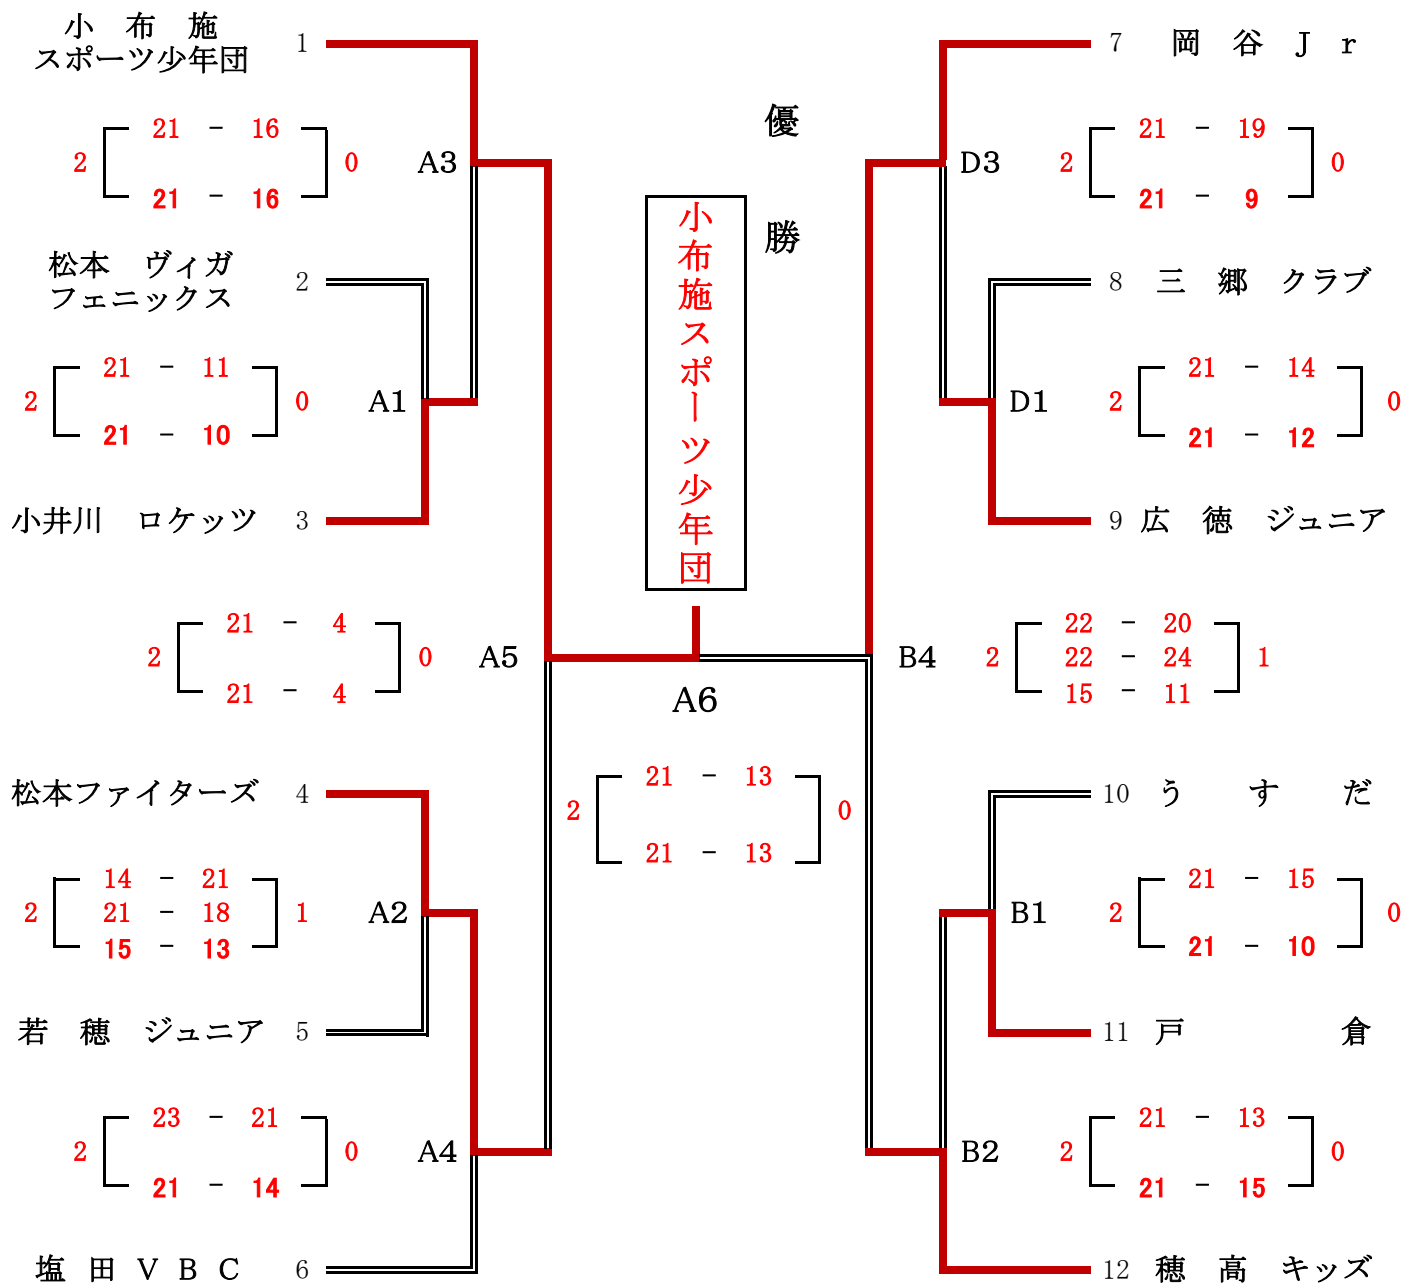 小　布　施
スポーツ少年団　1
21 － 16
2　A3　0
21 － 16
松本　ヴィガ
フェニックス　2
21 － 11
2　0　A1
21 － 10
小井川　ロケッツ　3
21 － 4
2　0　A5
21 － 4
松本ファイターズ　4
14 － 21
2　21 － 18　1　A2
15 － 13
若　穂　ジュニア　5
23 － 21
2　0　A4
21 － 14
塩 田 V B C　6
優
勝
小布施スポーツ少年団
A6
21 － 13
2　0
21 － 13
7　岡　谷　J　r
21 － 19
D3　2　0
21 － 9
8　三　郷　クラブ
21 － 14
D1　2　0
21 － 12
9　広　徳　ジュニア
22 － 20
B4　2　22 － 24　1
15 － 11
10　う　す　だ
21 － 15
B1　2　0
21 － 10
11　戸　倉
21 － 13
B2　2　0
21 － 15
12　穂　高　キッズ